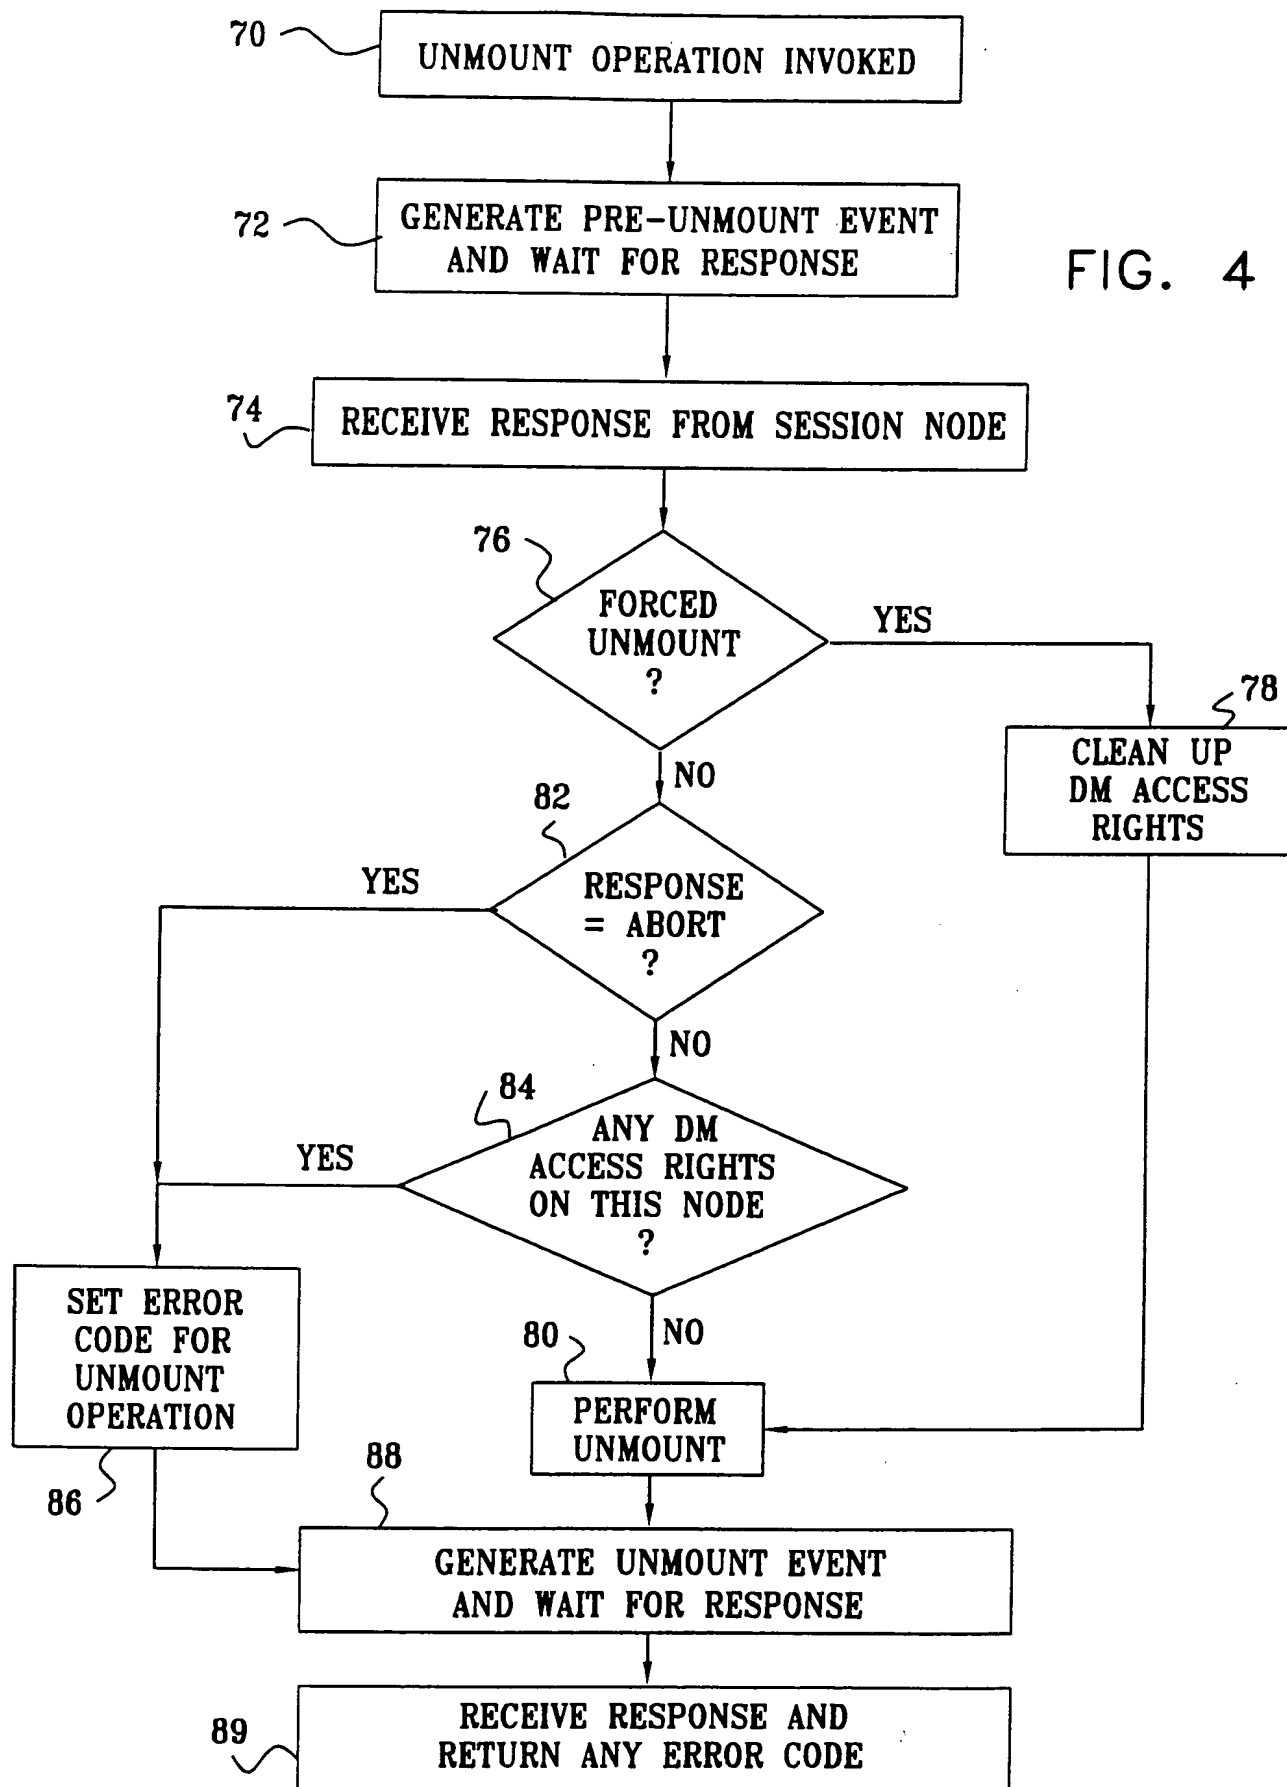 70
UNMOUNT OPERATION INVOKED
72
GENERATE PRE-UNMOUNT EVENT
AND WAIT FOR RESPONSE
FIG. 4
74
RECEIVE RESPONSE FROM SESSION NODE
76
FORCED
UNMOUNT
?
YES
NO
78
CLEAN UP
DM ACCESS
RIGHTS
82
RESPONSE
= ABORT
?
YES
NO
84
ANY DM
ACCESS RIGHTS
ON THIS NODE
?
YES
NO
SET ERROR
CODE FOR
UNMOUNT
OPERATION
86
80
PERFORM
UNMOUNT
88
GENERATE UNMOUNT EVENT
AND WAIT FOR RESPONSE
89
RECEIVE RESPONSE AND
RETURN ANY ERROR CODE